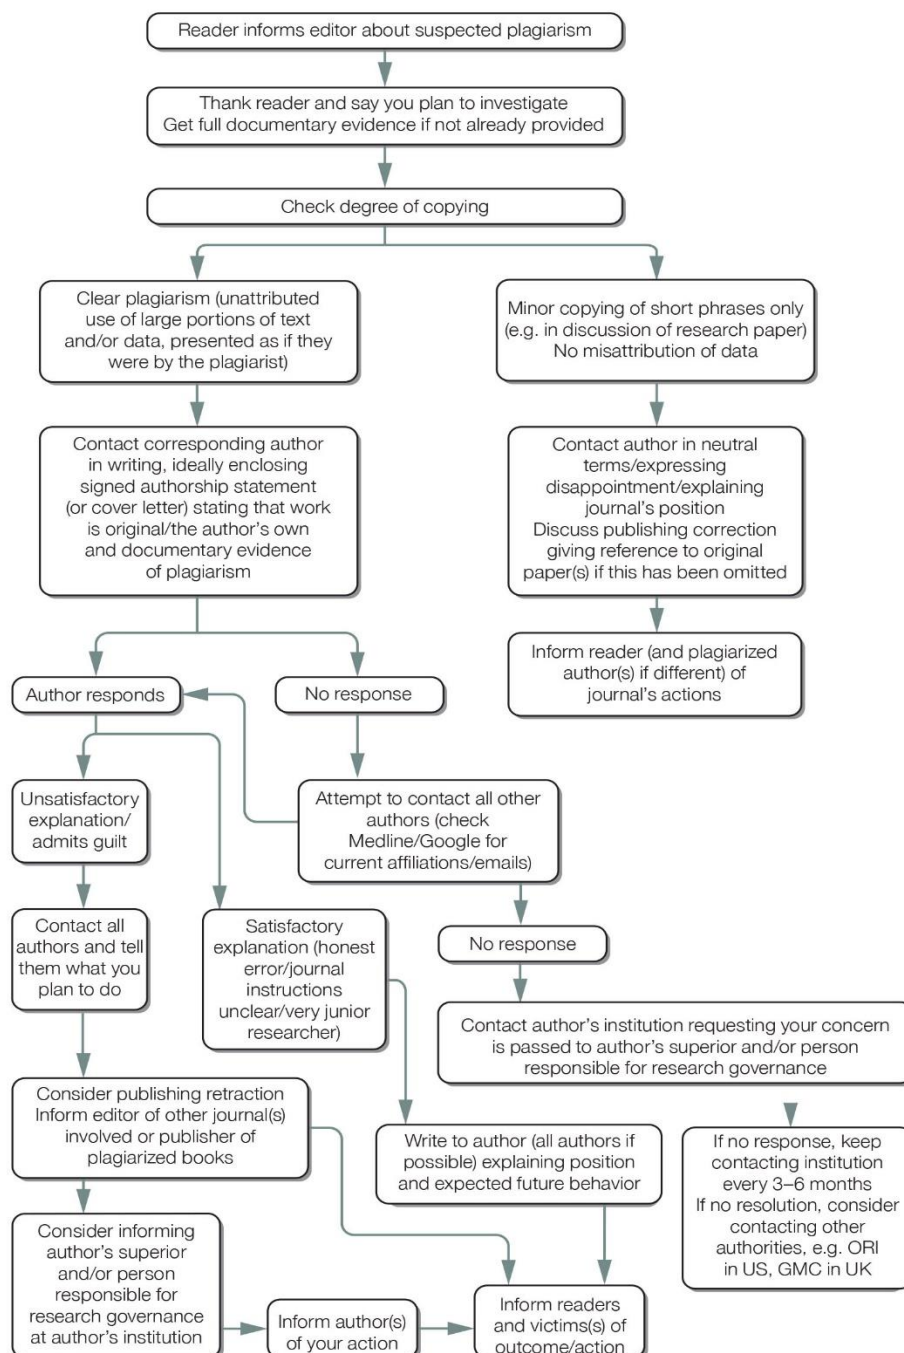 Reader informs editor about suspected plagiarism
Thank reader and say you plan to investigate
Get full documentary evidence if not already provided
Check degree of copying
Clear plagiarism (unattributed
use of large portions of text
and/or data, presented as if they
were by the plagiarist)
Minor copying of short phrases only
(e.g. in discussion of research paper)
No misattribution of data
Contact corresponding author
in writing, ideally enclosing
signed authorship statement
(or cover letter) stating that work
is original/the author's own
and documentary evidence
of plagiarism
Contact author in neutral
terms/expressing
disappointment/explaining
journal's position
Discuss publishing correction
giving reference to original
paper(s) if this has been omitted
Inform reader (and plagiarized
author(s) if different) of
journal's actions
Author responds
No response
Unsatisfactory
explanation/
admits guilt
Attempt to contact all other
authors (check
Medline/Google for
current affiliations/emails)
Contact all
authors and tell
them what you
plan to do
Satisfactory
explanation (honest
error/journal
instructions
unclear/very junior
researcher)
No response
Contact author's institution requesting your concern
is passed to author's superior and/or person
responsible for research governance
Consider publishing retraction
Inform editor of other journal(s)
involved or publisher of
plagiarized books
Write to author (all authors if
possible) explaining position
and expected future behavior
If no response, keep
contacting institution
every 3–6 months
If no resolution, consider
contacting other
authorities, e.g. ORI
in US, GMC in UK
Consider informing
author's superior
and/or person
responsible for
research governance
at author's institution
Inform author(s)
of your action
Inform readers
and victims(s) of
outcome/action